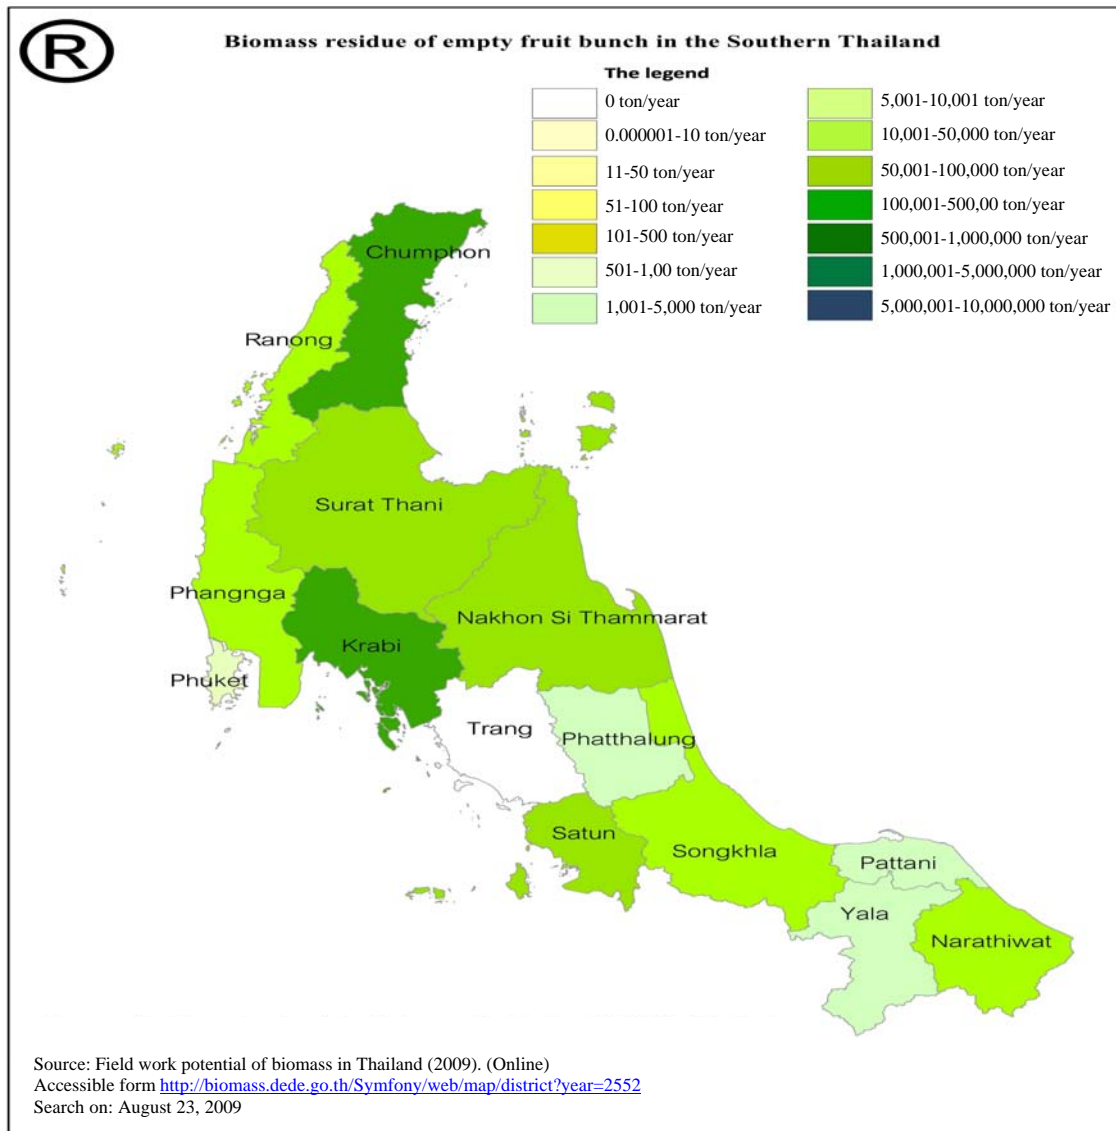 ®
Biomass residue of empty fruit bunch in the Southern Thailand
The legend
0 ton/year
0.000001-10 ton/year
11-50 ton/year
51-100 ton/year
101-500 ton/year
501-1,00 ton/year
1,001-5,000 ton/year
5,001-10,001 ton/year
10,001-50,000 ton/year
50,001-100,000 ton/year
100,001-500,00 ton/year
500,001-1,000,000 ton/year
1,000,001-5,000,000 ton/year
5,000,001-10,000,000 ton/year
Chumphon
Ranong
Surat Thani
Phangnga
Nakhon Si Thammarat
Krabi
Phuket
Trang
Phatthalung
Satun
Songkhla
Pattani
Yala
Narathiwat
Source: Field work potential of biomass in Thailand (2009). (Online)
Accessible form http://biomass.dede.go.th/Symfony/web/map/district?year=2552
Search on: August 23, 2009